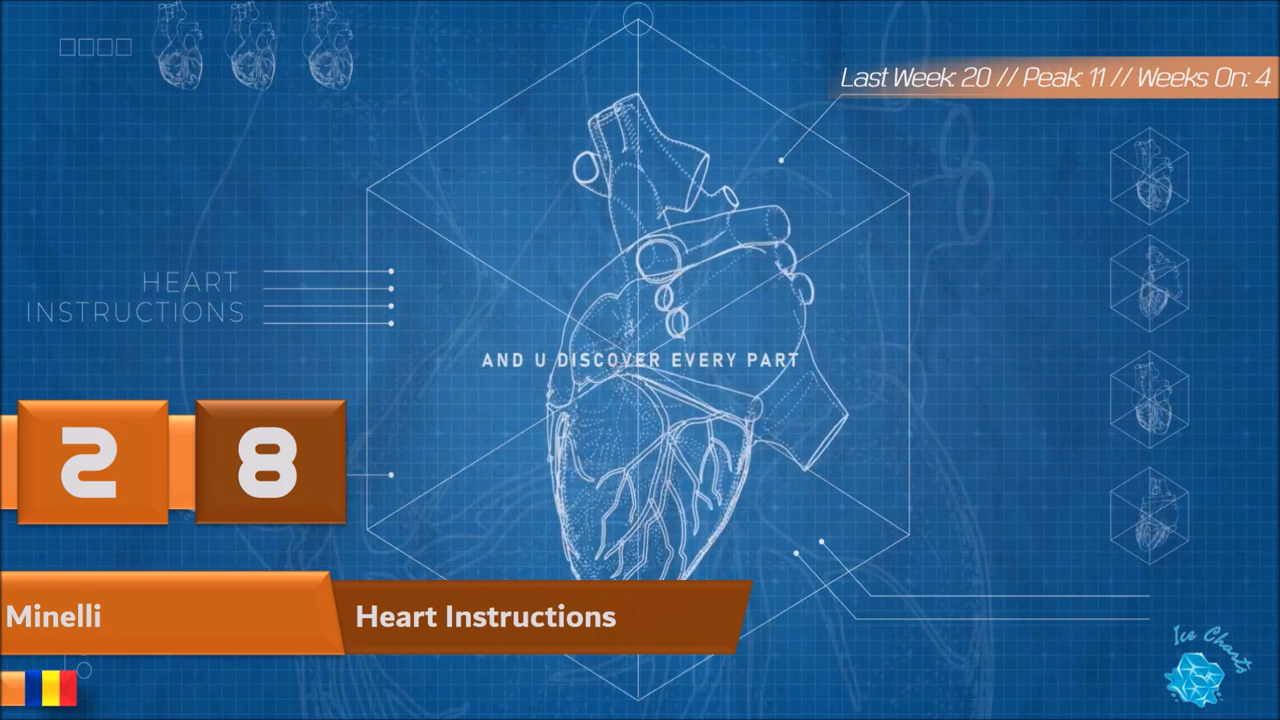 Last Week: 20 // Peak: 11 // Weeks On: 4
HEART
INSTRUCTIONS
AND U DISCOVER EVERY PART
2 8
Minelli
Heart Instructions
Ice Charts